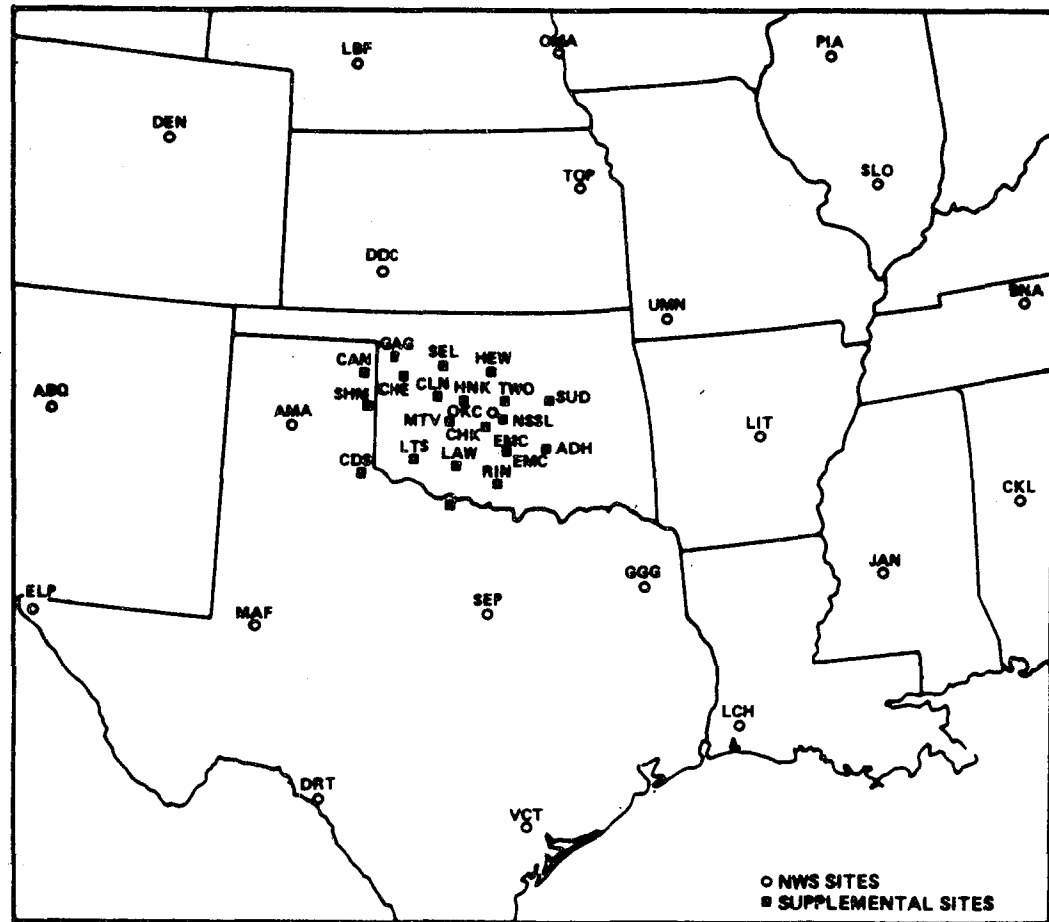 LBF
OMA
PIA
DEN
TOP
SLO
DDC
UMN
BNA
GAG
CAN
SEL
HEW
CHE
CLN
HNK
TWO
SUD
ABQ
SHM
AMA
OKC
MTV
NSSL
CHK
LIT
EMC
ADH
LTS
LAW
EMC
CDS
RIN
CKL
JAN
GGG
ELP
MAF
SEP
LCH
DRT
VCT
NWS SITES
SUPPLEMENTAL SITES